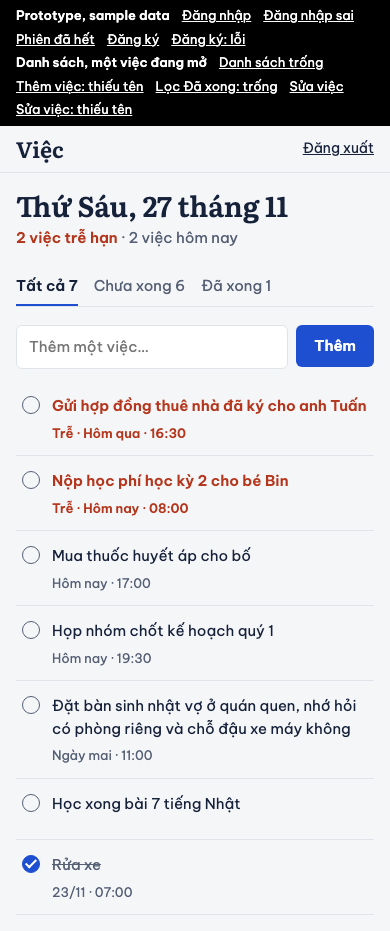 Prototype, sample data Đăng nhập Đăng nhập sai
Phiên đã hết Đăng ký Đăng ký: lỗi
Danh sách, một việc đang mở Danh sách trống
Thêm việc: thiếu tên Lọc Đã xong: trống Sửa việc
Sửa việc: thiếu tên
Việc Đăng xuất
Thứ Sáu, 27 tháng 11
2 việc trễ hạn · 2 việc hôm nay
Tất cả 7 Chưa xong 6 Đã xong 1
Thêm một việc... Thêm
Gửi hợp đồng thuê nhà đã ký cho anh Tuấn
Trễ · Hôm qua · 16:30
Nộp học phí học kỳ 2 cho bé Bin
Trễ · Hôm nay · 08:00
Mua thuốc huyết áp cho bố
Hôm nay · 17:00
Họp nhóm chốt kế hoạch quý 1
Hôm nay · 19:30
Đặt bàn sinh nhật vợ ở quán quen, nhớ hỏi
có phòng riêng và chỗ đậu xe máy không
Ngày mai · 11:00
Học xong bài 7 tiếng Nhật
Rửa xe
23/11 · 07:00